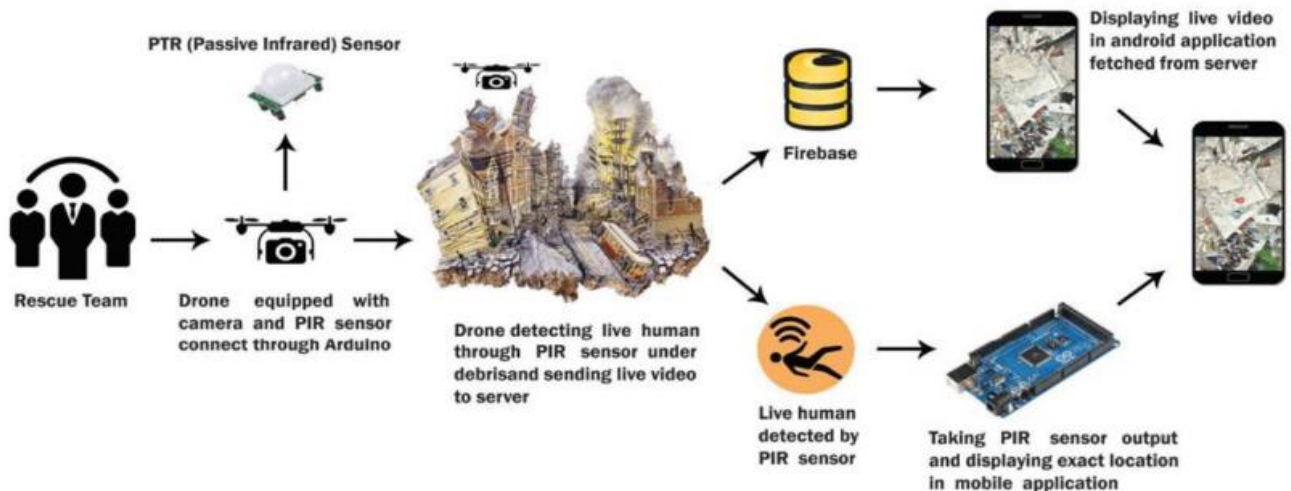 PTR (Passive Infrared) Sensor
Rescue Team
Drone equipped with
camera and PIR sensor
connect through Arduino
Drone detecting live human
through PIR sensor under
debrisand sending live video
to server
Firebase
Displaying live video
in android application
fetched from server
Live human
detected by
PIR sensor
Taking PIR sensor output
and displaying exact location
in mobile application